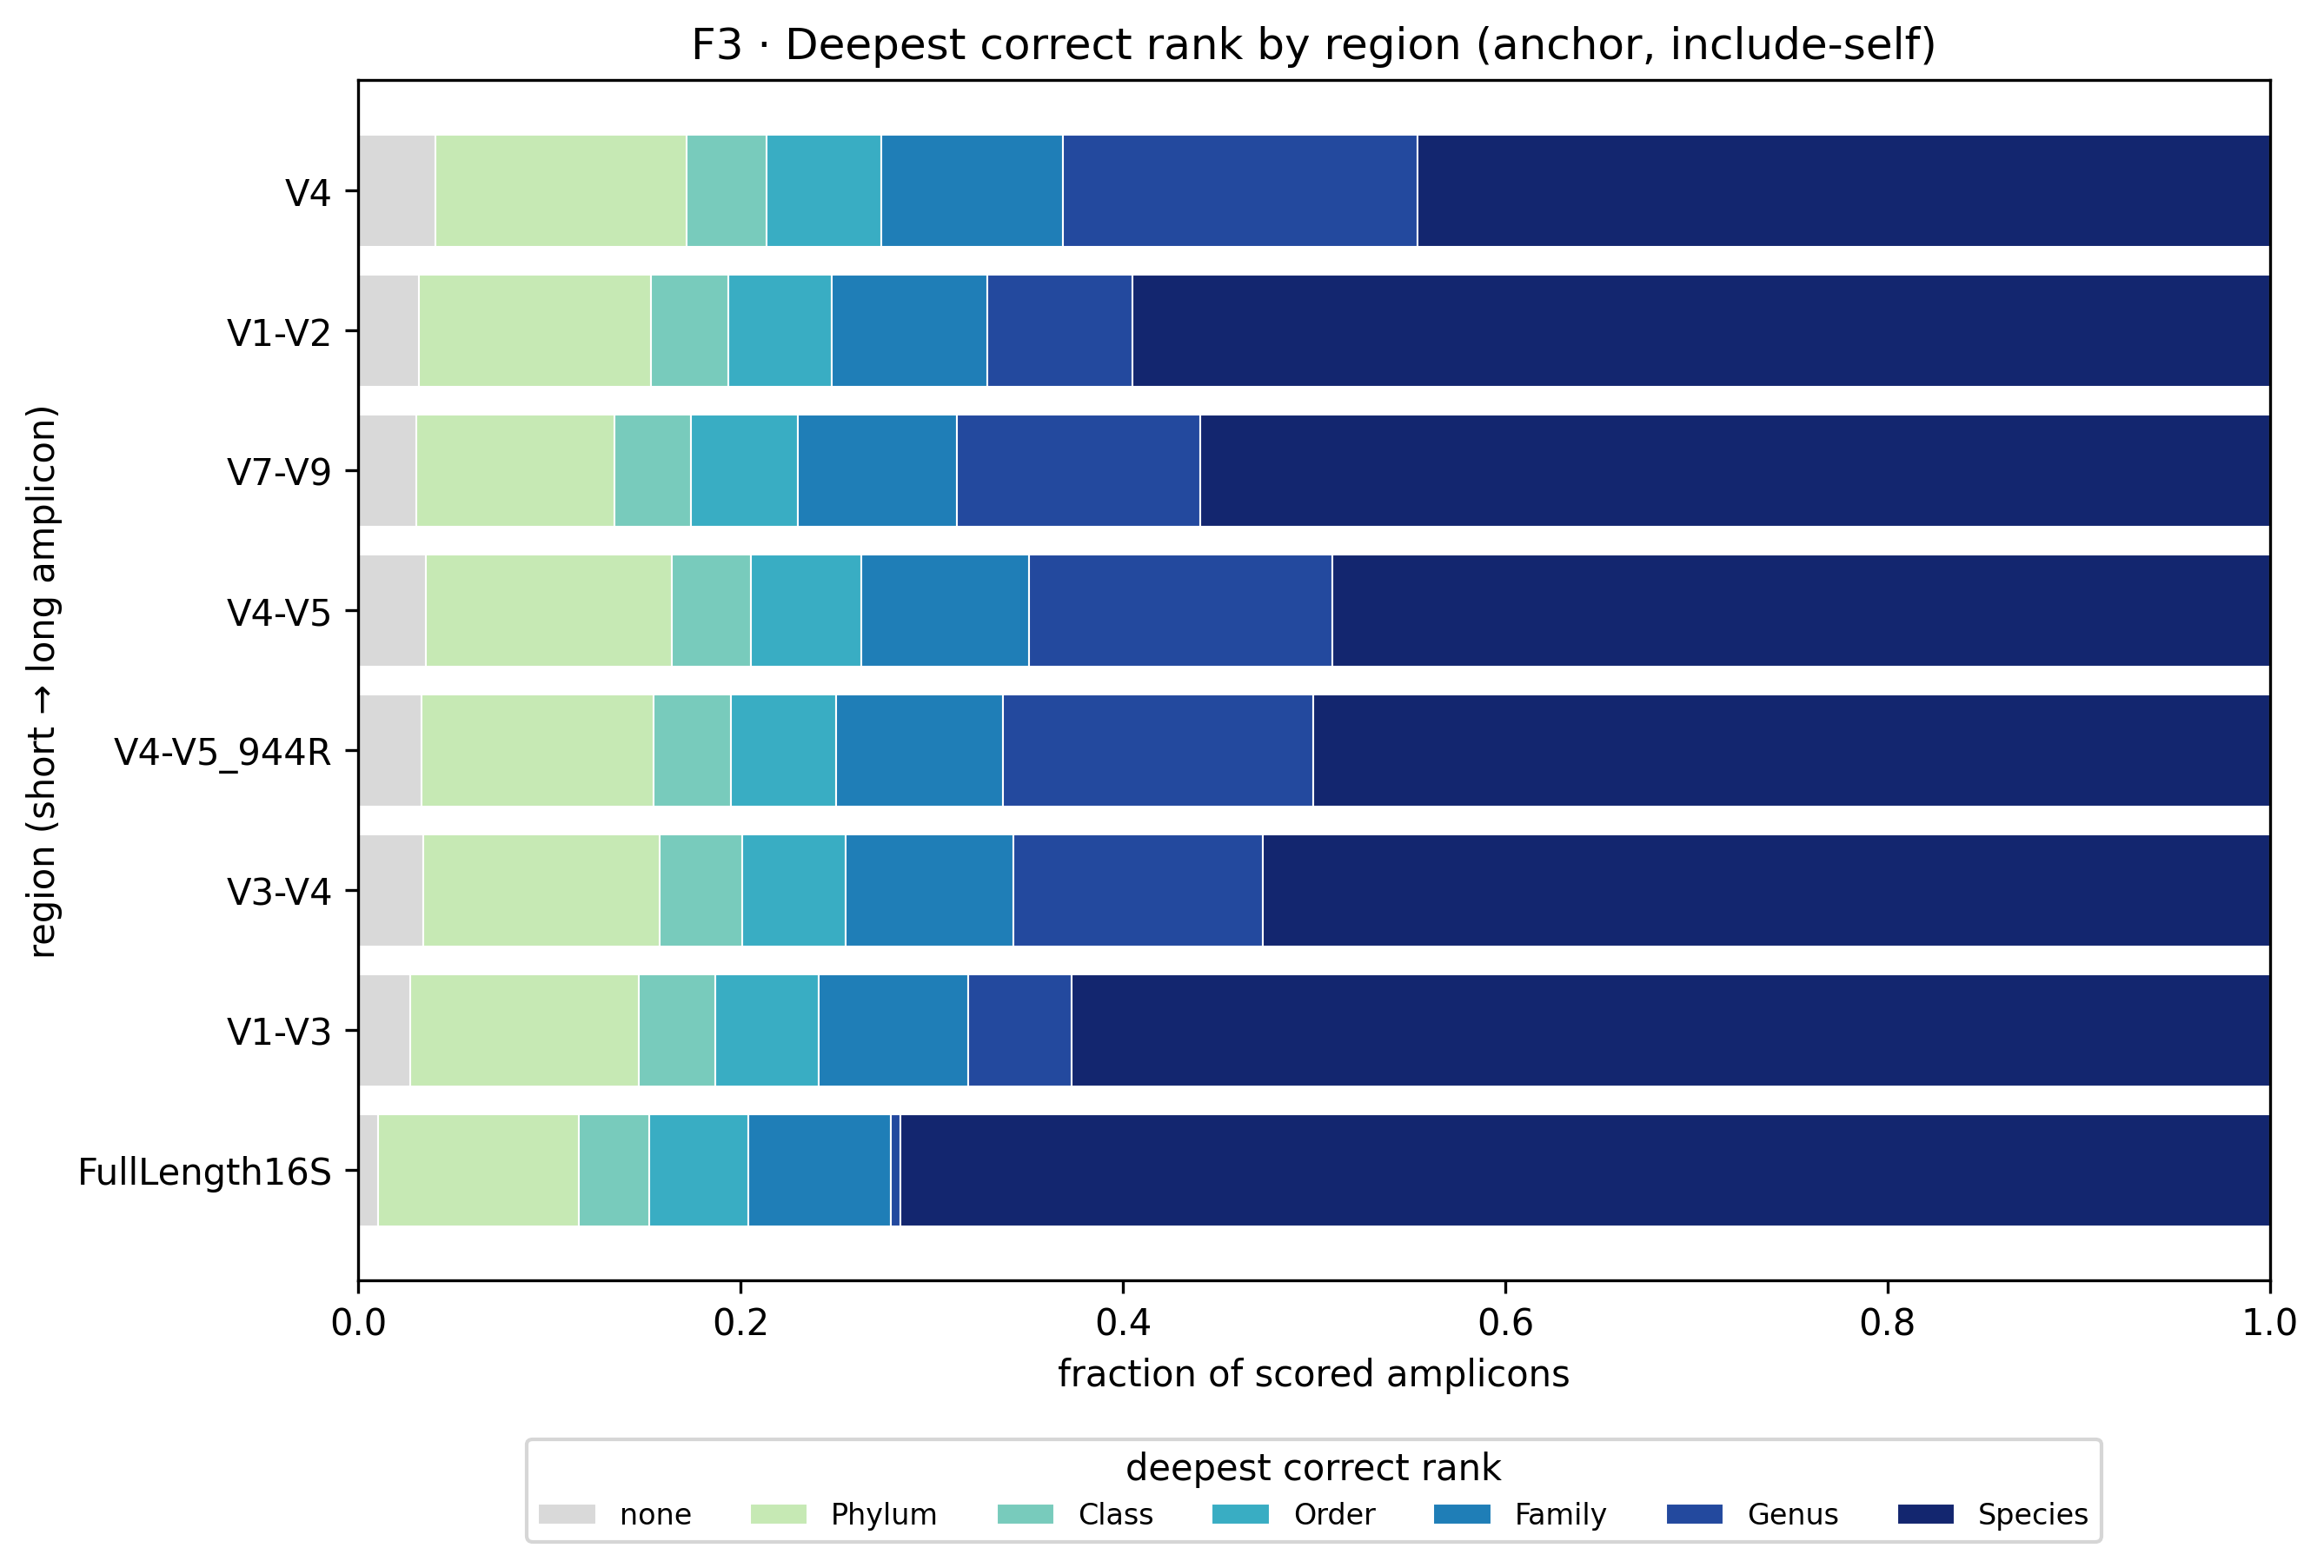 F3 · Deepest correct rank by region (anchor, include-self)
region (short → long amplicon)
V4
V1-V2
V7-V9
V4-V5
V4-V5_944R
V3-V4
V1-V3
FullLength16S
0.0 0.2 0.4 0.6 0.8 1.0
fraction of scored amplicons
deepest correct rank
none Phylum Class Order Family Genus Species